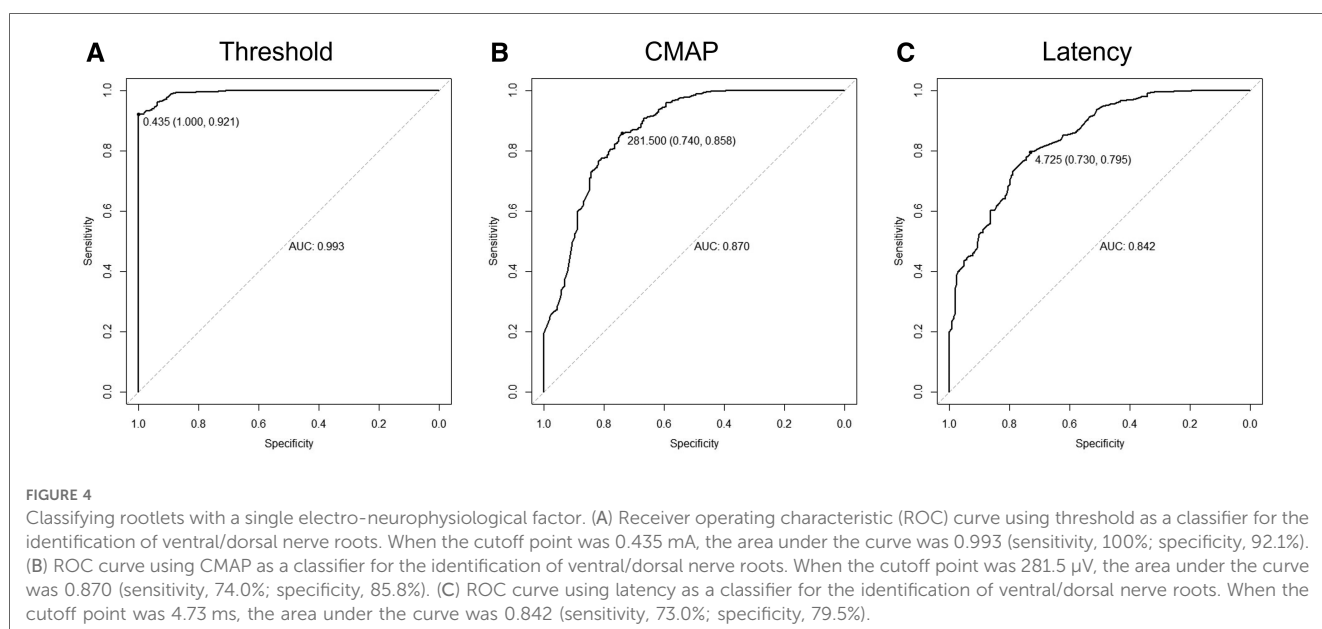 A Threshold
B CMAP
C Latency
Sensitivity
1.0
0.8
0.6
0.4
0.2
0.0
0.435 (1.000, 0.921)
AUC: 0.993
1.0 0.8 0.6 0.4 0.2 0.0
Specificity
Sensitivity
1.0
0.8
0.6
0.4
0.2
0.0
281.500 (0.740, 0.858)
AUC: 0.870
1.0 0.8 0.6 0.4 0.2 0.0
Specificity
Sensitivity
1.0
0.8
0.6
0.4
0.2
0.0
4.725 (0.730, 0.795)
AUC: 0.842
1.0 0.8 0.6 0.4 0.2 0.0
Specificity
FIGURE 4
Classifying rootlets with a single electro-neurophysiological factor. (A) Receiver operating characteristic (ROC) curve using threshold as a classifier for the
identification of ventral/dorsal nerve roots. When the cutoff point was 0.435 mA, the area under the curve was 0.993 (sensitivity, 100%; specificity, 92.1%).
(B) ROC curve using CMAP as a classifier for the identification of ventral/dorsal nerve roots. When the cutoff point was 281.5 µV, the area under the curve
was 0.870 (sensitivity, 74.0%; specificity, 85.8%). (C) ROC curve using latency as a classifier for the identification of ventral/dorsal nerve roots. When the
cutoff point was 4.73 ms, the area under the curve was 0.842 (sensitivity, 73.0%; specificity, 79.5%).